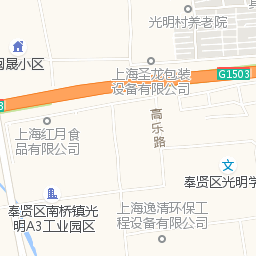 光明村养老院
晟小区
上海圣龙包装
设备有限公司
G1503
高乐路
上海红月食
品有限公司
文
奉贤区光明学
奉贤区南桥镇光
明A3工业园区
上海逸清环保工
程设备有限公司